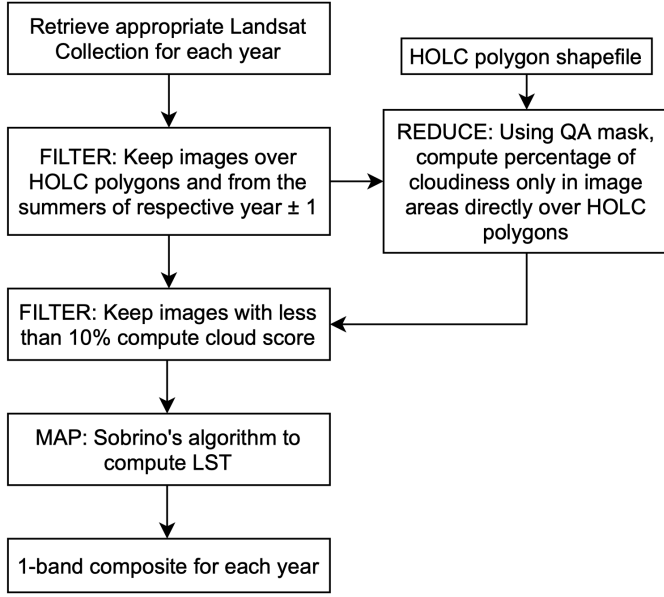 Retrieve appropriate Landsat
Collection for each year
HOLC polygon shapefile
FILTER: Keep images over
HOLC polygons and from the
summers of respective year ± 1
REDUCE: Using QA mask,
compute percentage of
cloudiness only in image
areas directly over HOLC
polygons
FILTER: Keep images with less
than 10% compute cloud score
MAP: Sobrino's algorithm to
compute LST
1-band composite for each year